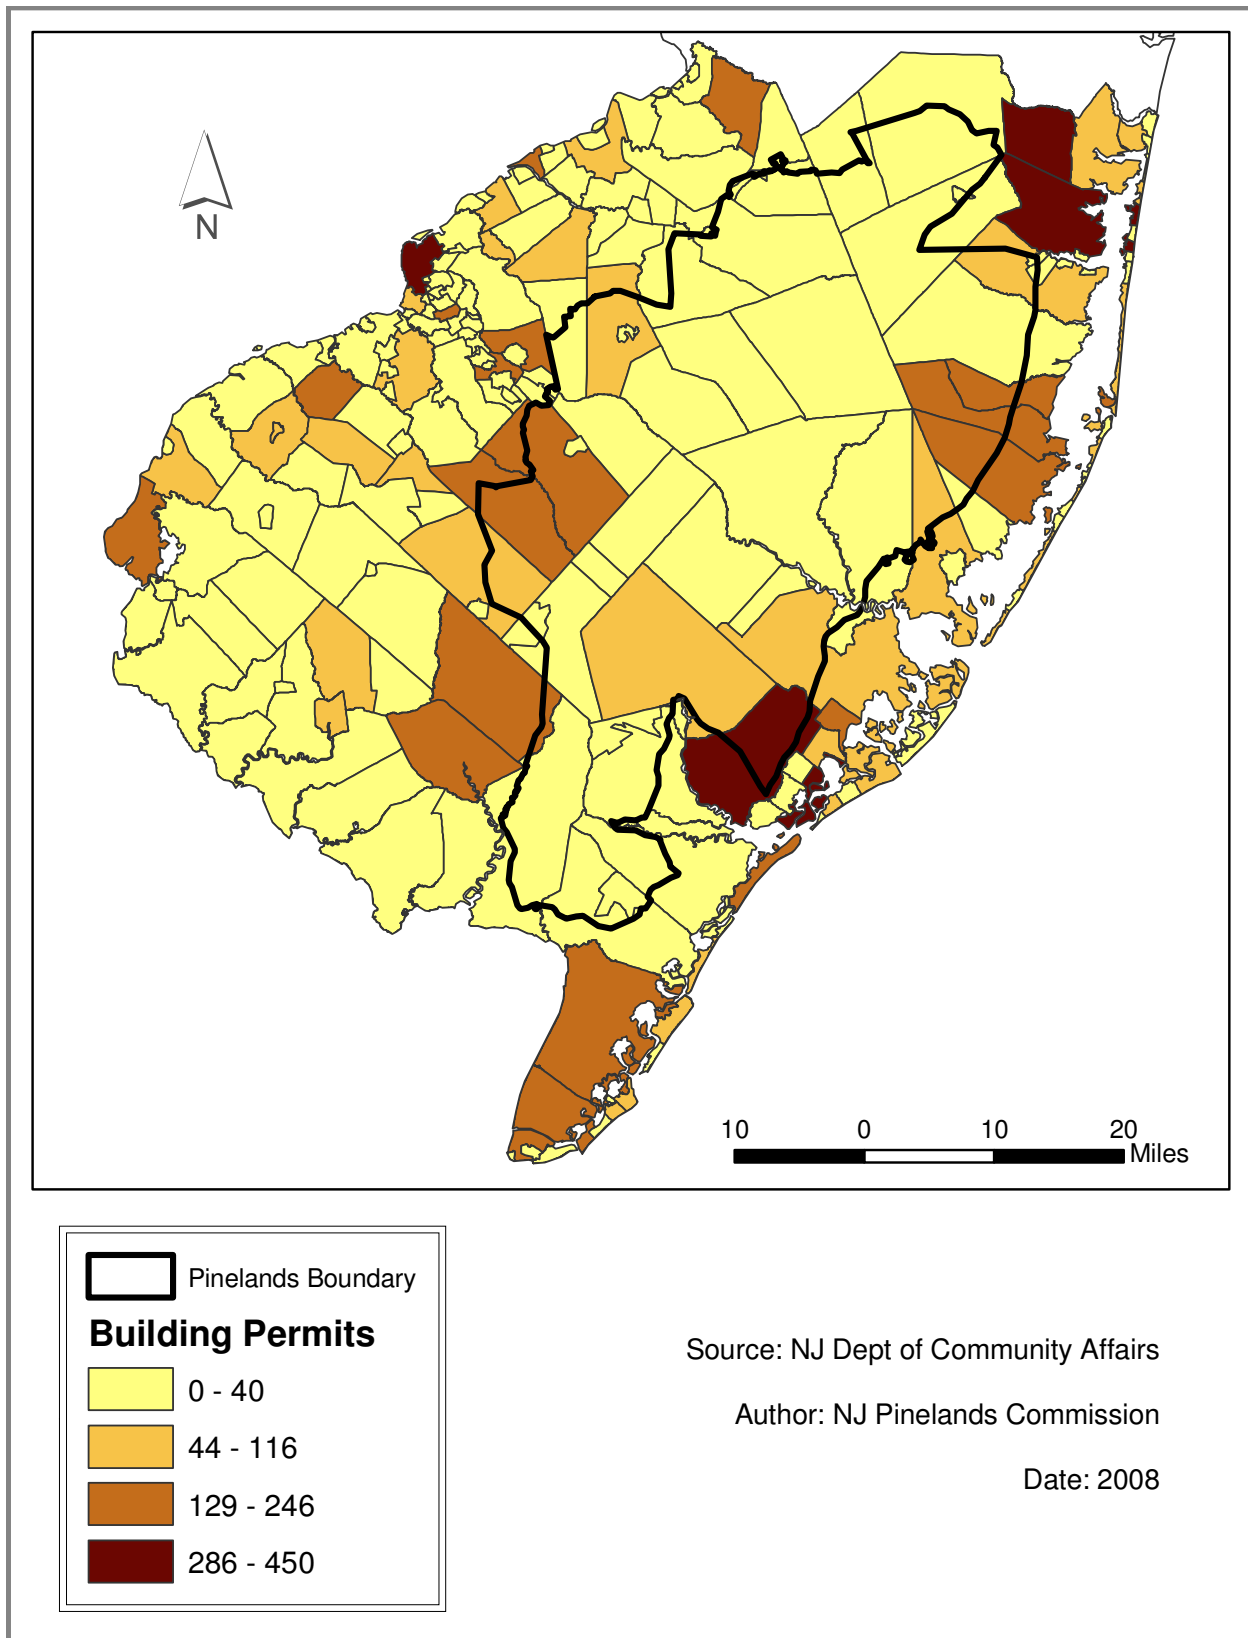 N
10 0 10 20
Miles
Pinelands Boundary
Building Permits
0 - 40
44 - 116
129 - 246
286 - 450
Source: NJ Dept of Community Affairs
Author: NJ Pinelands Commission
Date: 2008